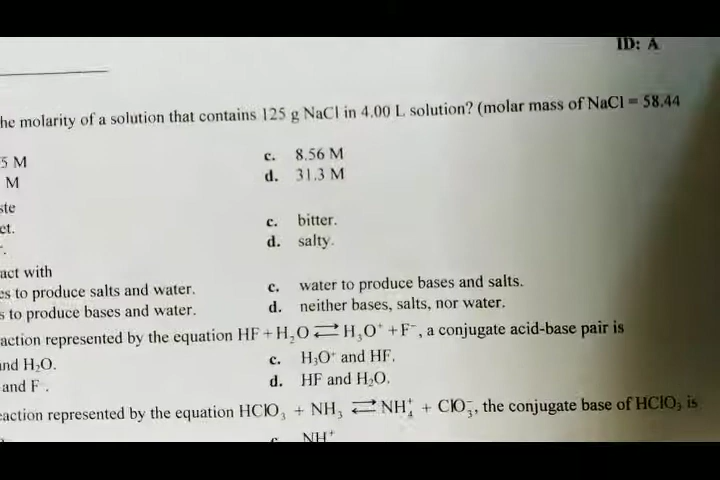 ID: A
he molarity of a solution that contains 125 g NaCl in 4.00 L solution? (molar mass of NaCl = 58.44
5 M
c. 8.56 M
M
d. 31.3 M
ste
et.
c. bitter.
r.
d. salty.
act with
es to produce salts and water.
c. water to produce bases and salts.
s to produce bases and water.
d. neither bases, salts, nor water.
action represented by the equation HF + H₂O ⇄ H₃O⁺ + F⁻, a conjugate acid-base pair is
and H₂O.
c. H₃O⁺ and HF.
and F⁻.
d. HF and H₂O.
eaction represented by the equation HClO₃ + NH₃ ⇄ NH₄⁺ + ClO₃⁻, the conjugate base of HClO₃ is
c NH⁺